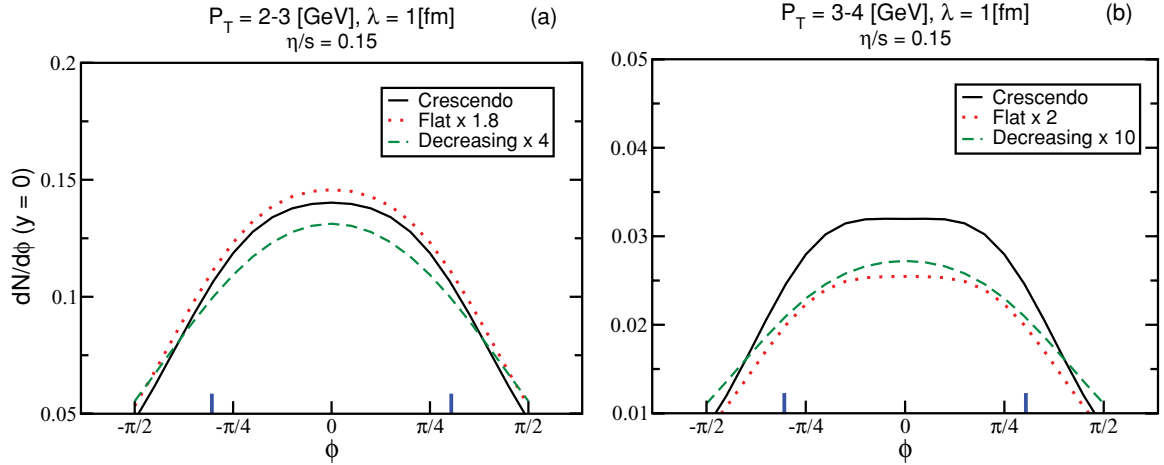 P_T = 2-3 [GeV], λ = 1[fm]
(a)
η/s = 0.15
0.2
0.15
0.1
0.05
dN/dϕ (y = 0)
Crescendo
Flat x 1.8
Decreasing x 4
-π/2
-π/4
0
π/4
π/2
ϕ
P_T = 3-4 [GeV], λ = 1[fm]
(b)
η/s = 0.15
0.05
0.04
0.03
0.02
0.01
Crescendo
Flat x 2
Decreasing x 10
-π/2
-π/4
0
π/4
π/2
ϕ